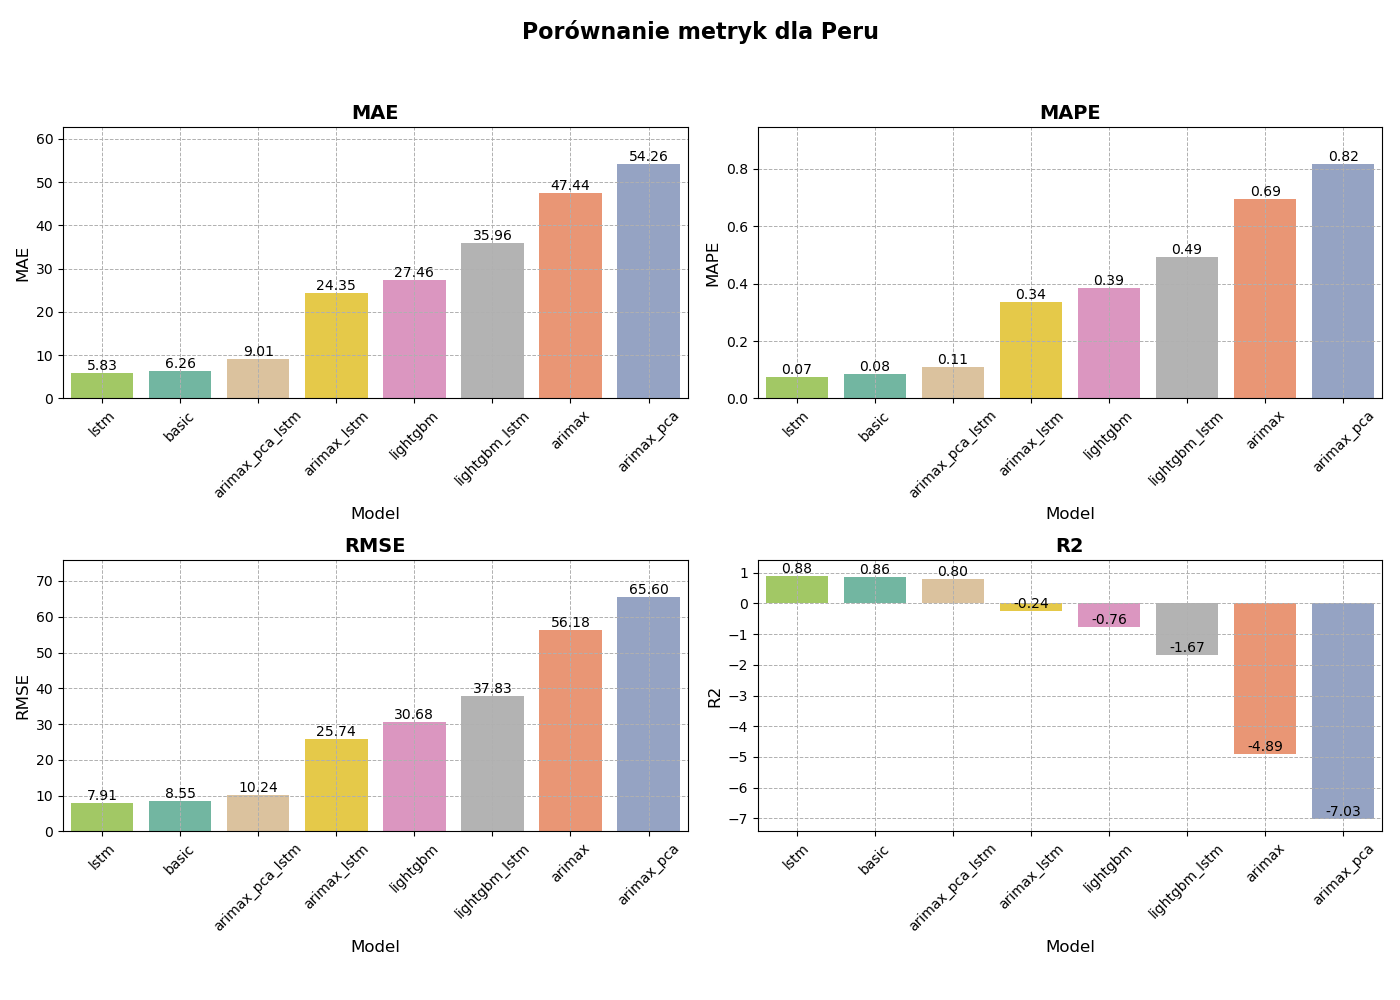 Porównanie metryk dla Peru
MAE
60
50
40
30
20
10
0
MAE
5.83
6.26
9.01
24.35
27.46
35.96
47.44
54.26
lstm
basic
arimax_pca_lstm
arimax_lstm
lightgbm
lightgbm_lstm
arimax
arimax_pca
Model
MAPE
0.8
0.6
0.4
0.2
0.0
MAPE
0.07
0.08
0.11
0.34
0.39
0.49
0.69
0.82
lstm
basic
arimax_pca_lstm
arimax_lstm
lightgbm
lightgbm_lstm
arimax
arimax_pca
Model
RMSE
70
60
50
40
30
20
10
0
RMSE
7.91
8.55
10.24
25.74
30.68
37.83
56.18
65.60
lstm
basic
arimax_pca_lstm
arimax_lstm
lightgbm
lightgbm_lstm
arimax
arimax_pca
Model
R2
1
0
−1
−2
−3
−4
−5
−6
−7
R2
0.88
0.86
0.80
-0.24
-0.76
-1.67
-4.89
-7.03
lstm
basic
arimax_pca_lstm
arimax_lstm
lightgbm
lightgbm_lstm
arimax
arimax_pca
Model